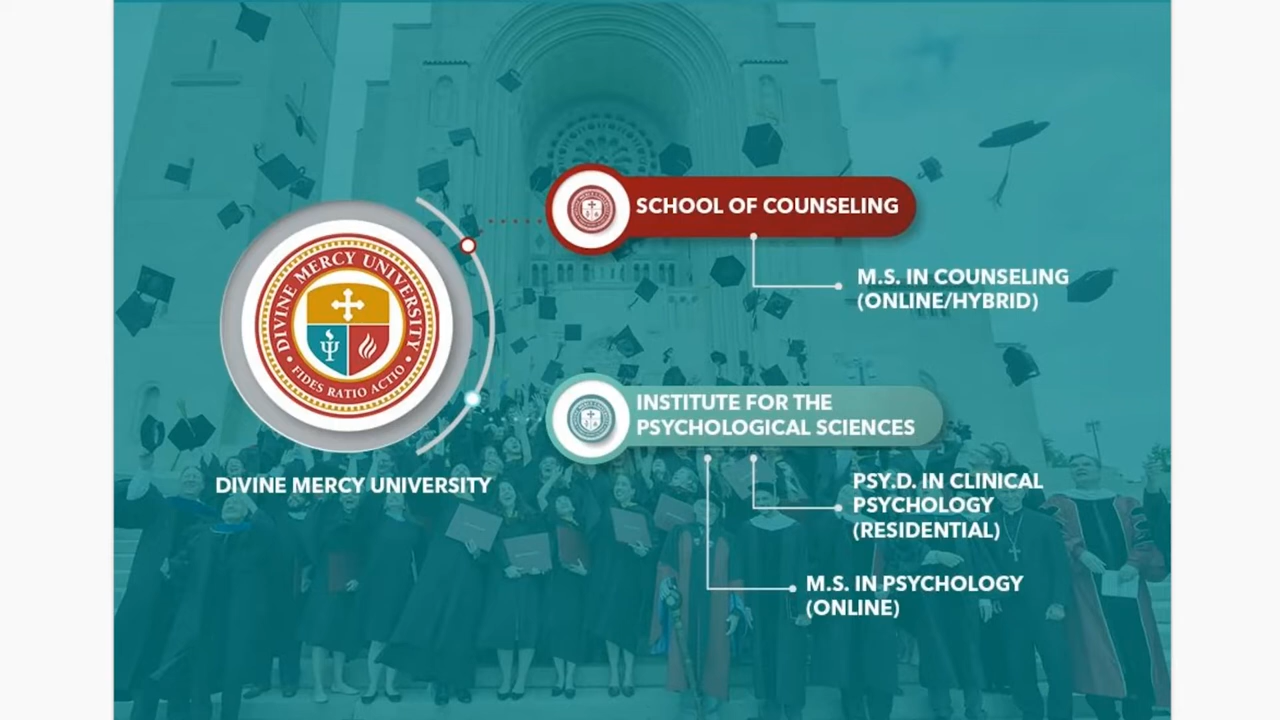 DIVINE MERCY UNIVERSITY
FIDES RATIO ACTIO
DIVINE MERCY UNIVERSITY
SCHOOL OF COUNSELING
M.S. IN COUNSELING
(ONLINE/HYBRID)
INSTITUTE FOR THE
PSYCHOLOGICAL SCIENCES
PSY.D. IN CLINICAL
PSYCHOLOGY
(RESIDENTIAL)
M.S. IN PSYCHOLOGY
(ONLINE)